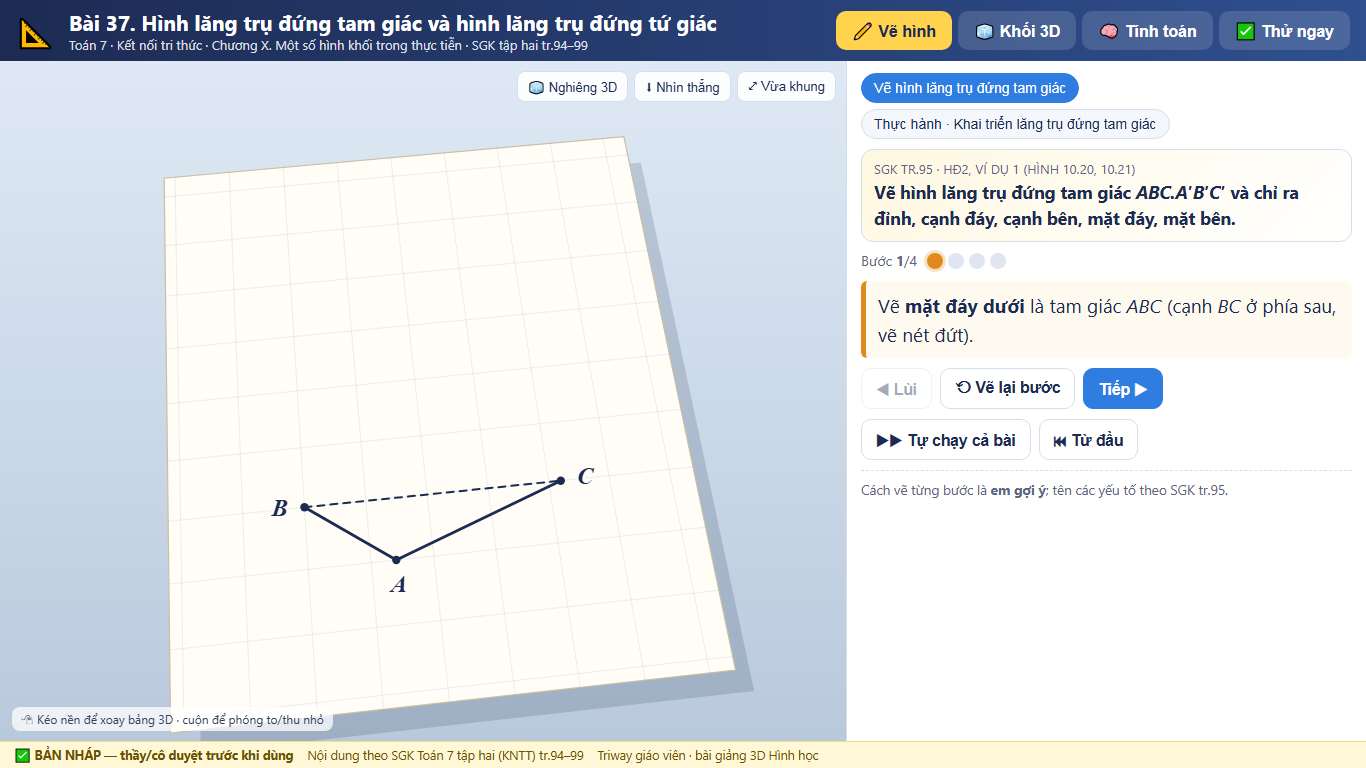 Bài 37. Hình lăng trụ đứng tam giác và hình lăng trụ đứng tứ giác
Toán 7 · Kết nối tri thức · Chương X. Một số hình khối trong thực tiễn · SGK tập hai tr.94–99
Vẽ hình
Khối 3D
Tính toán
Thử ngay
Nghiêng 3D
⬇ Nhìn thẳng
⤢ Vừa khung
B
C
A
Kéo nền để xoay bảng 3D · cuộn để phóng to/thu nhỏ
Vẽ hình lăng trụ đứng tam giác
Thực hành · Khai triển lăng trụ đứng tam giác
SGK TR.95 · HĐ2, VÍ DỤ 1 (HÌNH 10.20, 10.21)
Vẽ hình lăng trụ đứng tam giác ABC.A′B′C′ và chỉ ra
đỉnh, cạnh đáy, cạnh bên, mặt đáy, mặt bên.
Bước 1/4
Vẽ mặt đáy dưới là tam giác ABC (cạnh BC ở phía sau,
vẽ nét đứt).
◀ Lùi
⟲ Vẽ lại bước
Tiếp ▶
▶▶ Tự chạy cả bài
⏮ Từ đầu
Cách vẽ từng bước là em gợi ý; tên các yếu tố theo SGK tr.95.
✅ BẢN NHÁP — thầy/cô duyệt trước khi dùng Nội dung theo SGK Toán 7 tập hai (KNTT) tr.94–99 Triway giáo viên · bài giảng 3D Hình học